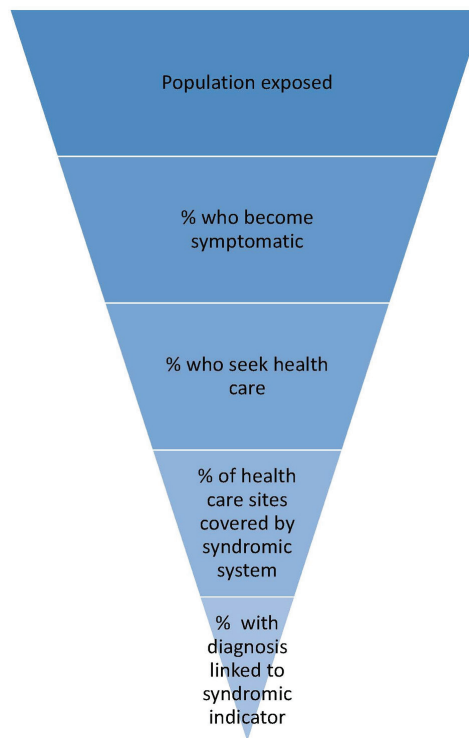 Population exposed
% who become
symptomatic
% who seek health
care
% of health
care sites
covered by
syndromic
system
% with
diagnosis
linked to
syndromic
indicator